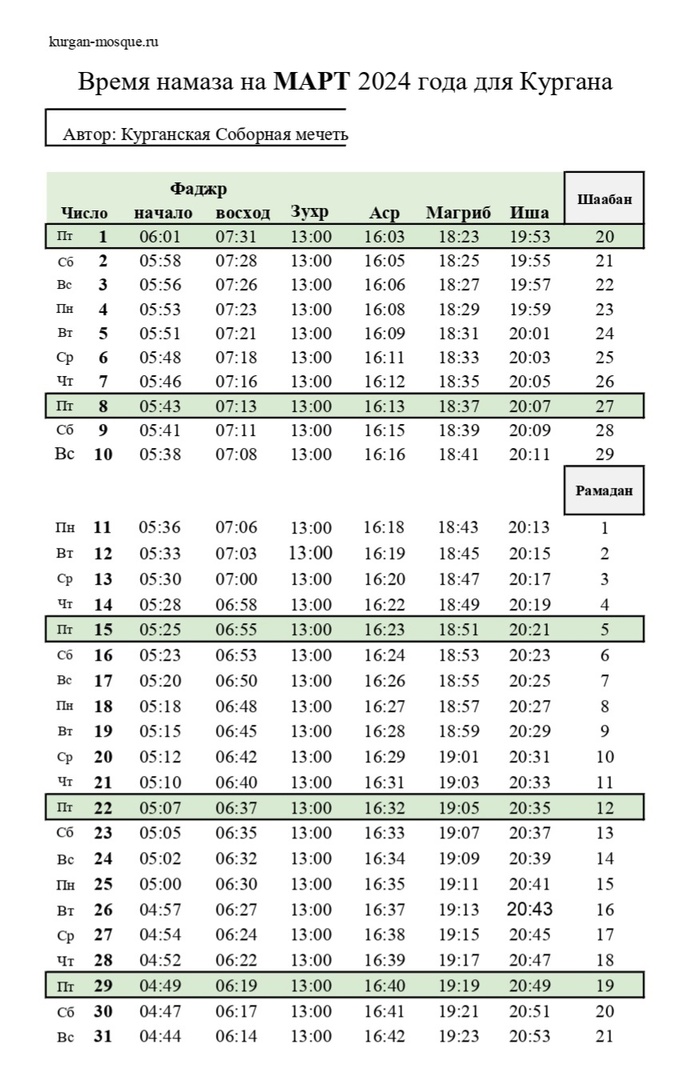 kurgan-mosque.ru
Время намаза на МАРТ 2024 года для Кургана
Автор: Курганская Соборная мечеть
Фаджр Шаабан
Число начало восход Зухр Аср Магриб Иша
Пт 1 06:01 07:31 13:00 16:03 18:23 19:53 20
Сб 2 05:58 07:28 13:00 16:05 18:25 19:55 21
Вс 3 05:56 07:26 13:00 16:06 18:27 19:57 22
Пн 4 05:53 07:23 13:00 16:08 18:29 19:59 23
Вт 5 05:51 07:21 13:00 16:09 18:31 20:01 24
Ср 6 05:48 07:18 13:00 16:11 18:33 20:03 25
Чт 7 05:46 07:16 13:00 16:12 18:35 20:05 26
Пт 8 05:43 07:13 13:00 16:13 18:37 20:07 27
Сб 9 05:41 07:11 13:00 16:15 18:39 20:09 28
Вс 10 05:38 07:08 13:00 16:16 18:41 20:11 29
Рамадан
Пн 11 05:36 07:06 13:00 16:18 18:43 20:13 1
Вт 12 05:33 07:03 13:00 16:19 18:45 20:15 2
Ср 13 05:30 07:00 13:00 16:20 18:47 20:17 3
Чт 14 05:28 06:58 13:00 16:22 18:49 20:19 4
Пт 15 05:25 06:55 13:00 16:23 18:51 20:21 5
Сб 16 05:23 06:53 13:00 16:24 18:53 20:23 6
Вс 17 05:20 06:50 13:00 16:26 18:55 20:25 7
Пн 18 05:18 06:48 13:00 16:27 18:57 20:27 8
Вт 19 05:15 06:45 13:00 16:28 18:59 20:29 9
Ср 20 05:12 06:42 13:00 16:29 19:01 20:31 10
Чт 21 05:10 06:40 13:00 16:31 19:03 20:33 11
Пт 22 05:07 06:37 13:00 16:32 19:05 20:35 12
Сб 23 05:05 06:35 13:00 16:33 19:07 20:37 13
Вс 24 05:02 06:32 13:00 16:34 19:09 20:39 14
Пн 25 05:00 06:30 13:00 16:35 19:11 20:41 15
Вт 26 04:57 06:27 13:00 16:37 19:13 20:43 16
Ср 27 04:54 06:24 13:00 16:38 19:15 20:45 17
Чт 28 04:52 06:22 13:00 16:39 19:17 20:47 18
Пт 29 04:49 06:19 13:00 16:40 19:19 20:49 19
Сб 30 04:47 06:17 13:00 16:41 19:21 20:51 20
Вс 31 04:44 06:14 13:00 16:42 19:23 20:53 21